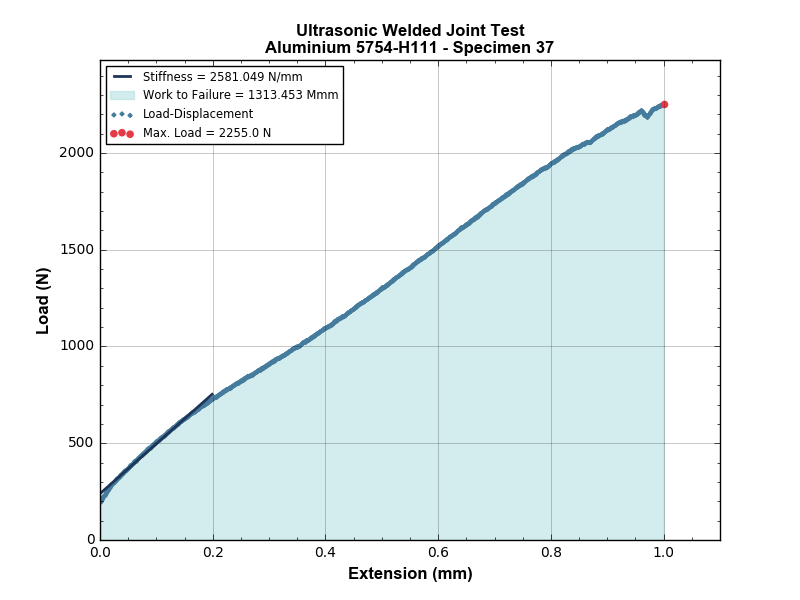 Ultrasonic Welded Joint Test
Aluminium 5754-H111 - Specimen 37
Stiffness = 2581.049 N/mm
Work to Failure = 1313.453 Mmm
Load-Displacement
Max. Load = 2255.0 N
Load (N)
2000
1500
1000
500
0
0.0 0.2 0.4 0.6 0.8 1.0
Extension (mm)